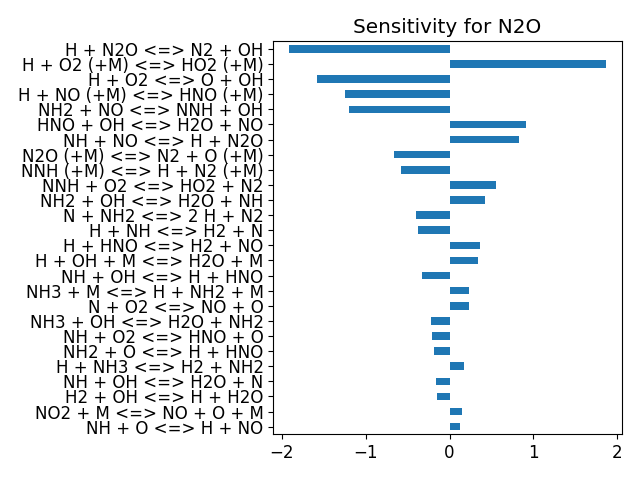 Sensitivity for N2O
H + N2O <=> N2 + OH
H + O2 (+M) <=> HO2 (+M)
H + O2 <=> O + OH
H + NO (+M) <=> HNO (+M)
NH2 + NO <=> NNH + OH
HNO + OH <=> H2O + NO
NH + NO <=> H + N2O
N2O (+M) <=> N2 + O (+M)
NNH (+M) <=> H + N2 (+M)
NNH + O2 <=> HO2 + N2
NH2 + OH <=> H2O + NH
N + NH2 <=> 2 H + N2
H + NH <=> H2 + N
H + HNO <=> H2 + NO
H + OH + M <=> H2O + M
NH + OH <=> H + HNO
NH3 + M <=> H + NH2 + M
N + O2 <=> NO + O
NH3 + OH <=> H2O + NH2
NH + O2 <=> HNO + O
NH2 + O <=> H + HNO
H + NH3 <=> H2 + NH2
NH + OH <=> H2O + N
H2 + OH <=> H + H2O
NO2 + M <=> NO + O + M
NH + O <=> H + NO
−2 −1 0 1 2